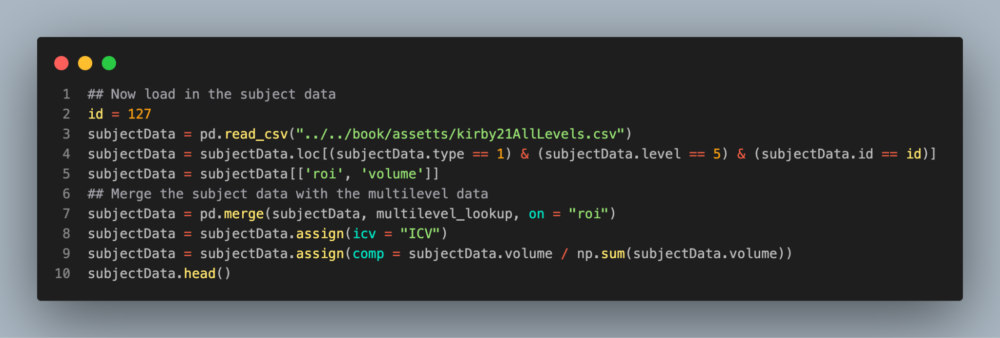 1 ## Now load in the subject data
2 id = 127
3 subjectData = pd.read_csv("../../book/assetts/kirby21AllLevels.csv")
4 subjectData = subjectData.loc[(subjectData.type == 1) & (subjectData.level == 5) & (subjectData.id == id)]
5 subjectData = subjectData[['roi', 'volume']]
6 ## Merge the subject data with the multilevel data
7 subjectData = pd.merge(subjectData, multilevel_lookup, on = "roi")
8 subjectData = subjectData.assign(icv = "ICV")
9 subjectData = subjectData.assign(comp = subjectData.volume / np.sum(subjectData.volume))
10 subjectData.head()